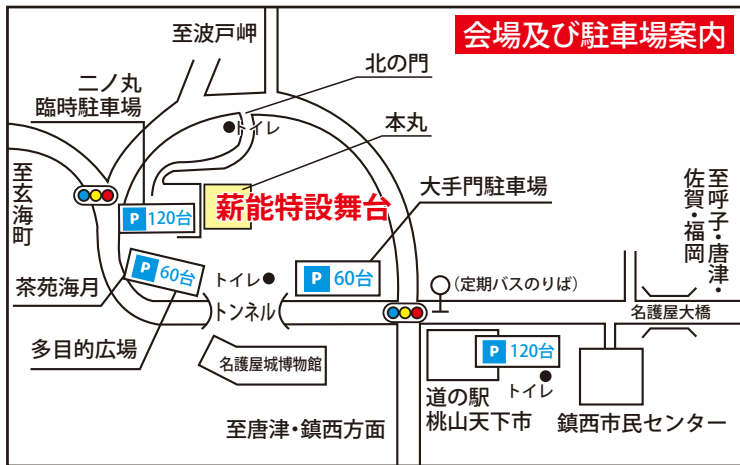 会場及び駐車場案内
至波戸岬
北の門
二ノ丸
臨時駐車場
トイレ
本丸
至玄海町
大手門駐車場
至呼子・唐津・
佐賀・福岡
薪能特設舞台
P 120台
P 60台
トイレ
P 60台
(定期バスのりば)
茶苑海月
トンネル
名護屋大橋
多目的広場
名護屋城博物館
P 120台
トイレ
道の駅
桃山天下市
鎮西市民センター
至唐津・鎮西方面